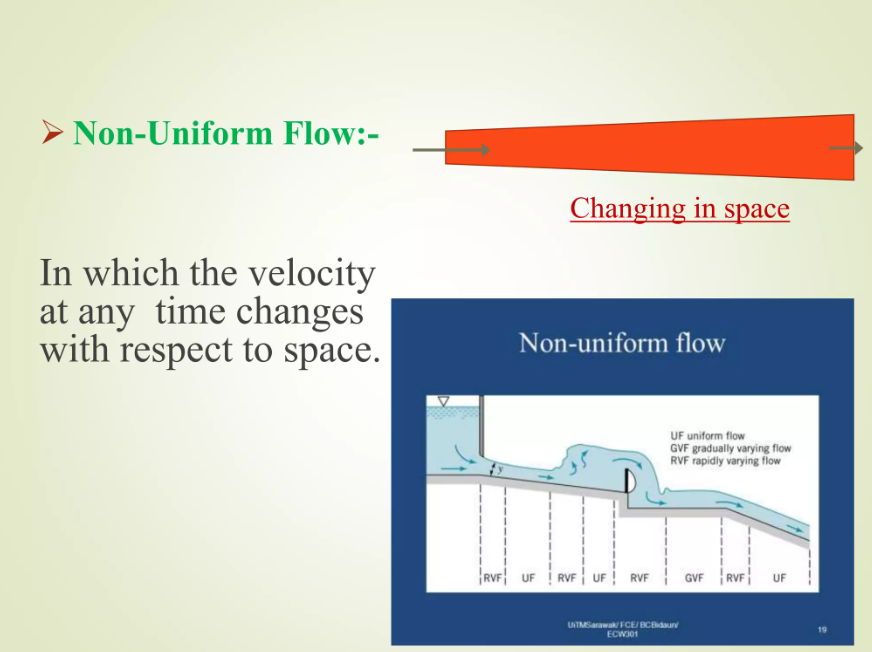 Non-Uniform Flow:-
Changing in space
In which the velocity
at any time changes
with respect to space.
Non-uniform flow
UF uniform flow
GVF gradually varying flow
RVF rapidly varying flow
y
RVF UF RVF UF RVF GVF RVF UF
UiTMSarawak/ FCE/ BCBidaun/
ECW301
19